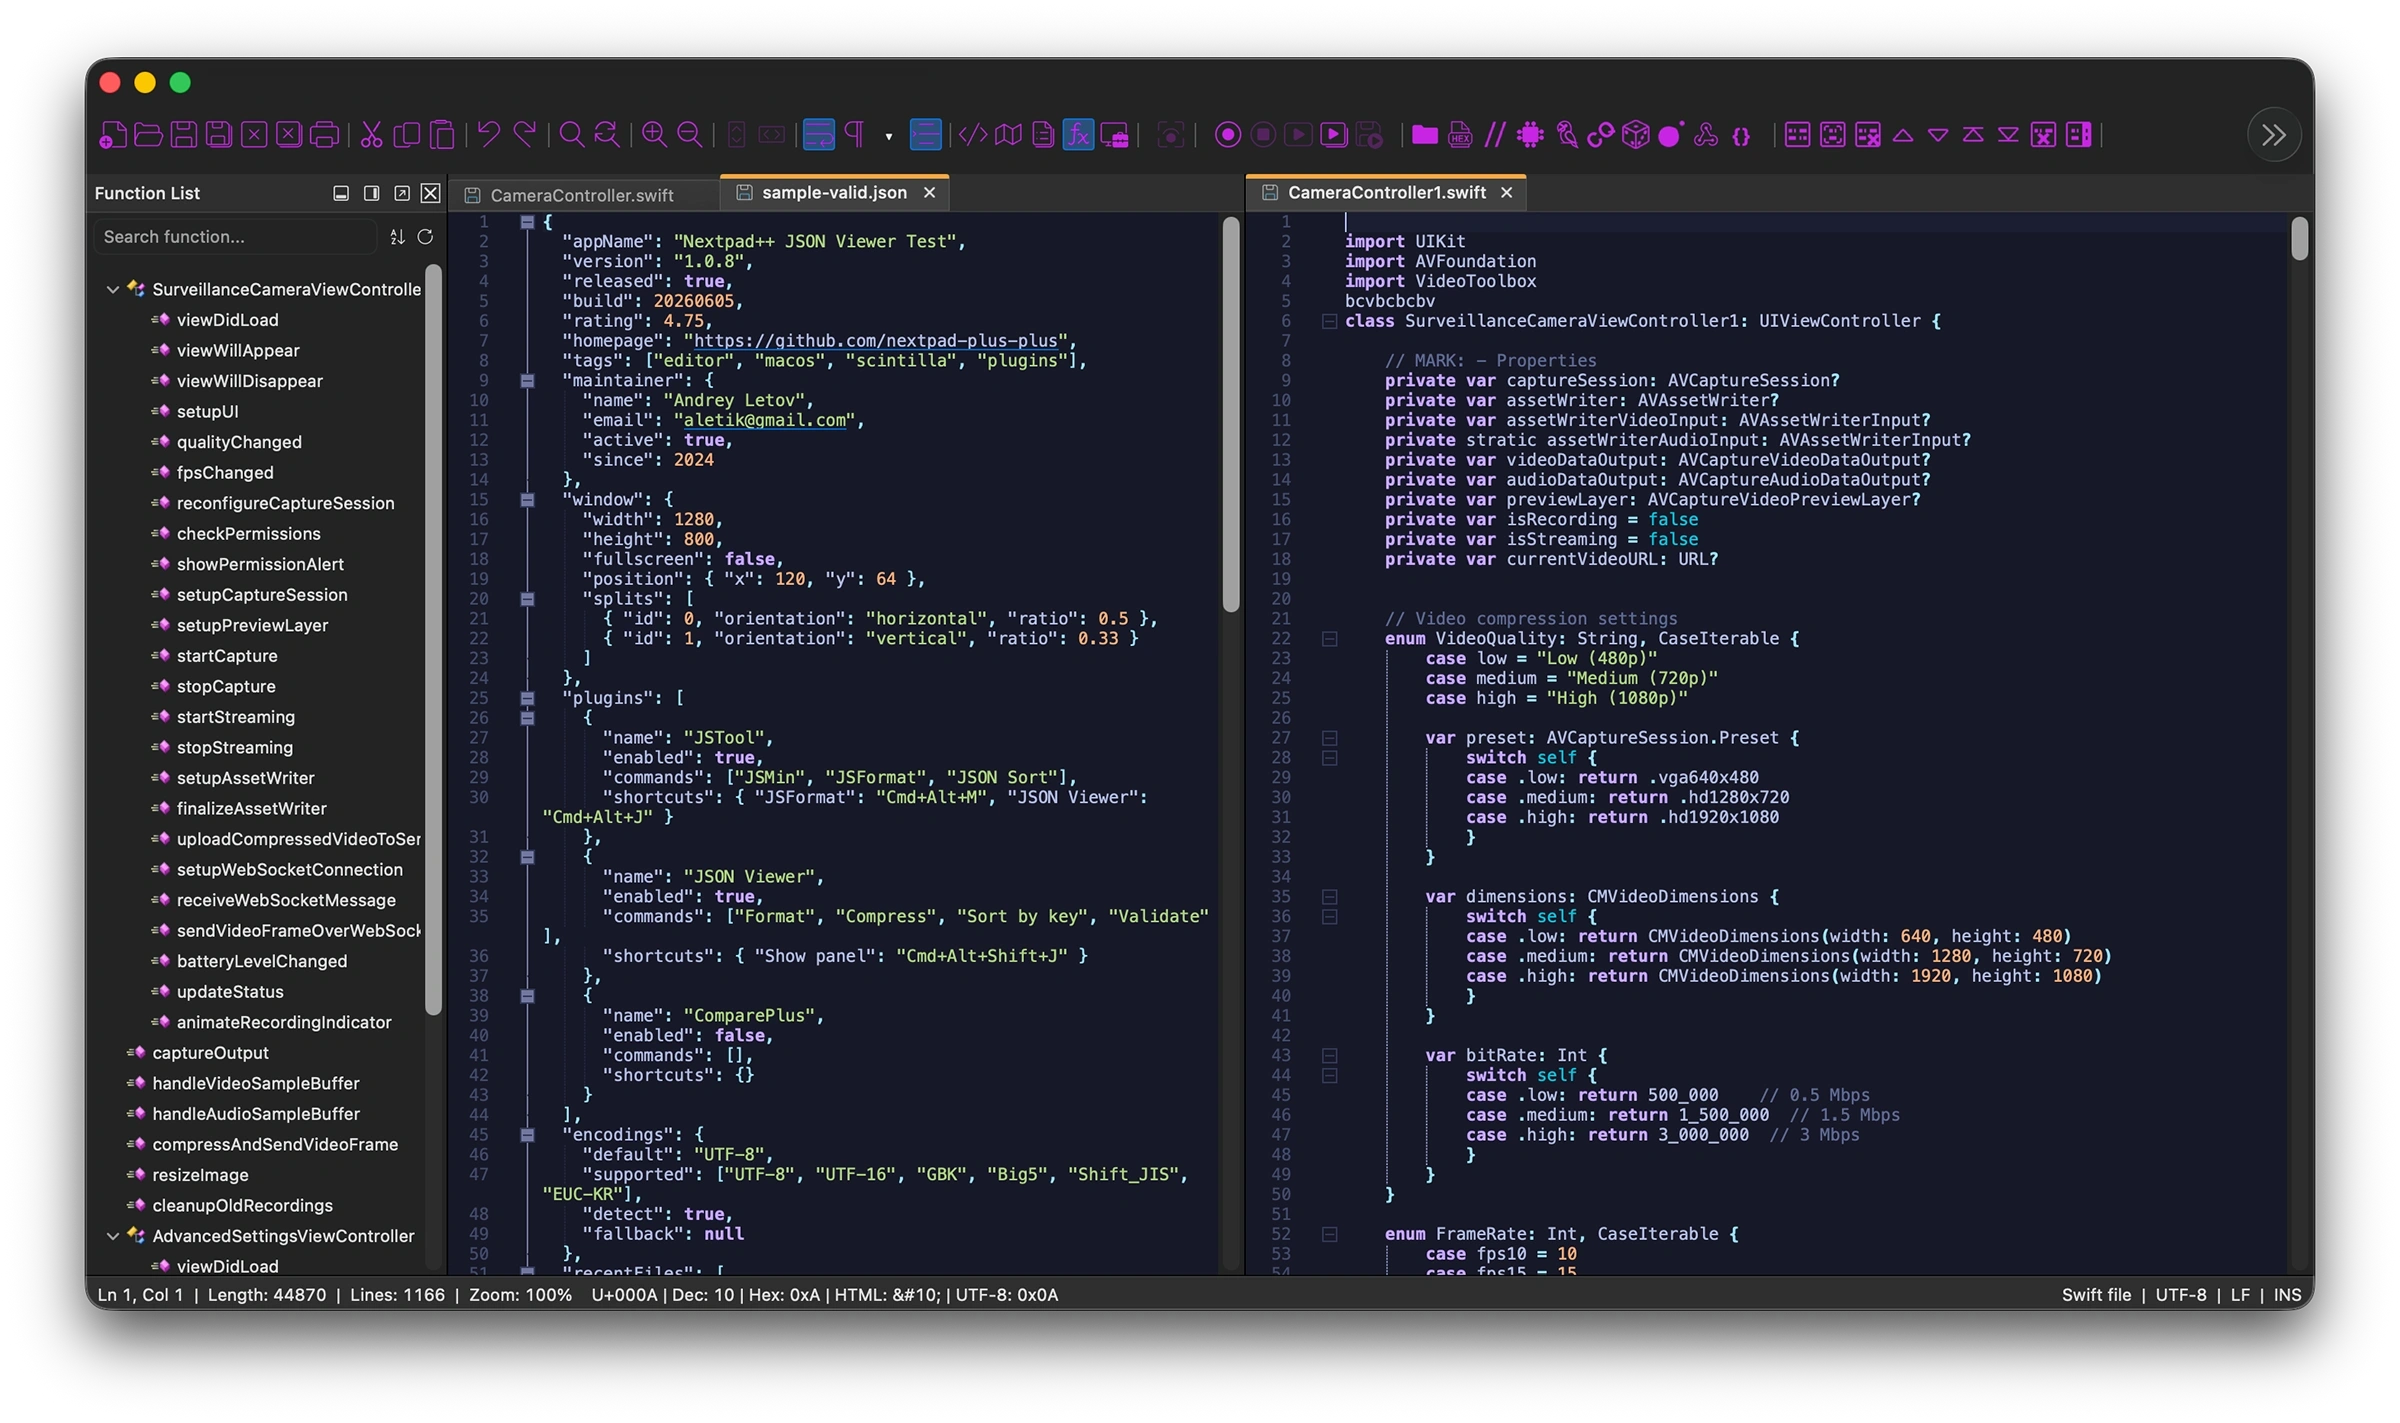 Function List
Search function...
SurveillanceCameraViewControlle
viewDidLoad
viewWillAppear
viewWillDisappear
setupUI
qualityChanged
fpsChanged
reconfigureCaptureSession
checkPermissions
showPermissionAlert
setupCaptureSession
setupPreviewLayer
startCapture
stopCapture
startStreaming
stopStreaming
setupAssetWriter
finalizeAssetWriter
uploadCompressedVideoToSer
setupWebSocketConnection
receiveWebSocketMessage
sendVideoFrameOverWebSock
batteryLevelChanged
updateStatus
animateRecordingIndicator
captureOutput
handleVideoSampleBuffer
handleAudioSampleBuffer
compressAndSendVideoFrame
resizeImage
cleanupOldRecordings
AdvancedSettingsViewController
viewDidLoad
CameraController.swift
sample-valid.json
1 {
2 "appName": "Nextpad++ JSON Viewer Test",
3 "version": "1.0.8",
4 "released": true,
5 "build": 20260605,
6 "rating": 4.75,
7 "homepage": "https://github.com/nextpad-plus-plus",
8 "tags": ["editor", "macos", "scintilla", "plugins"],
9 "maintainer": {
10 "name": "Andrey Letov",
11 "email": "aletik@gmail.com",
12 "active": true,
13 "since": 2024
14 },
15 "window": {
16 "width": 1280,
17 "height": 800,
18 "fullscreen": false,
19 "position": { "x": 120, "y": 64 },
20 "splits": [
21 { "id": 0, "orientation": "horizontal", "ratio": 0.5 },
22 { "id": 1, "orientation": "vertical", "ratio": 0.33 }
23 ]
24 },
25 "plugins": [
26 {
27 "name": "JSTool",
28 "enabled": true,
29 "commands": ["JSMin", "JSFormat", "JSON Sort"],
30 "shortcuts": { "JSFormat": "Cmd+Alt+M", "JSON Viewer":
"Cmd+Alt+J" }
31 },
32 {
33 "name": "JSON Viewer",
34 "enabled": true,
35 "commands": ["Format", "Compress", "Sort by key", "Validate"
],
36 "shortcuts": { "Show panel": "Cmd+Alt+Shift+J" }
37 },
38 {
39 "name": "ComparePlus",
40 "enabled": false,
41 "commands": [],
42 "shortcuts": {}
43 }
44 ],
45 "encodings": {
46 "default": "UTF-8",
47 "supported": ["UTF-8", "UTF-16", "GBK", "Big5", "Shift_JIS",
"EUC-KR"],
48 "detect": true,
49 "fallback": null
50 },
51 "recentFiles": [
CameraController1.swift
1
2 import UIKit
3 import AVFoundation
4 import VideoToolbox
5 bcvbcbcbv
6 class SurveillanceCameraViewController1: UIViewController {
7
8 // MARK: - Properties
9 private var captureSession: AVCaptureSession?
10 private var assetWriter: AVAssetWriter?
11 private var assetWriterVideoInput: AVAssetWriterInput?
12 private stratic assetWriterAudioInput: AVAssetWriterInput?
13 private var videoDataOutput: AVCaptureVideoDataOutput?
14 private var audioDataOutput: AVCaptureAudioDataOutput?
15 private var previewLayer: AVCaptureVideoPreviewLayer?
16 private var isRecording = false
17 private var isStreaming = false
18 private var currentVideoURL: URL?
19
20
21 // Video compression settings
22 enum VideoQuality: String, CaseIterable {
23 case low = "Low (480p)"
24 case medium = "Medium (720p)"
25 case high = "High (1080p)"
26
27 var preset: AVCaptureSession.Preset {
28 switch self {
29 case .low: return .vga640x480
30 case .medium: return .hd1280x720
31 case .high: return .hd1920x1080
32 }
33 }
34
35 var dimensions: CMVideoDimensions {
36 switch self {
37 case .low: return CMVideoDimensions(width: 640, height: 480)
38 case .medium: return CMVideoDimensions(width: 1280, height: 720)
39 case .high: return CMVideoDimensions(width: 1920, height: 1080)
40 }
41 }
42
43 var bitRate: Int {
44 switch self {
45 case .low: return 500_000 // 0.5 Mbps
46 case .medium: return 1_500_000 // 1.5 Mbps
47 case .high: return 3_000_000 // 3 Mbps
48 }
49 }
50 }
51
52 enum FrameRate: Int, CaseIterable {
53 case fps10 = 10
54 case fps15 = 15
Ln 1, Col 1 | Length: 44870 | Lines: 1166 | Zoom: 100% U+000A | Dec: 10 | Hex: 0xA | HTML: &#10; | UTF-8: 0x0A
Swift file | UTF-8 | LF | INS